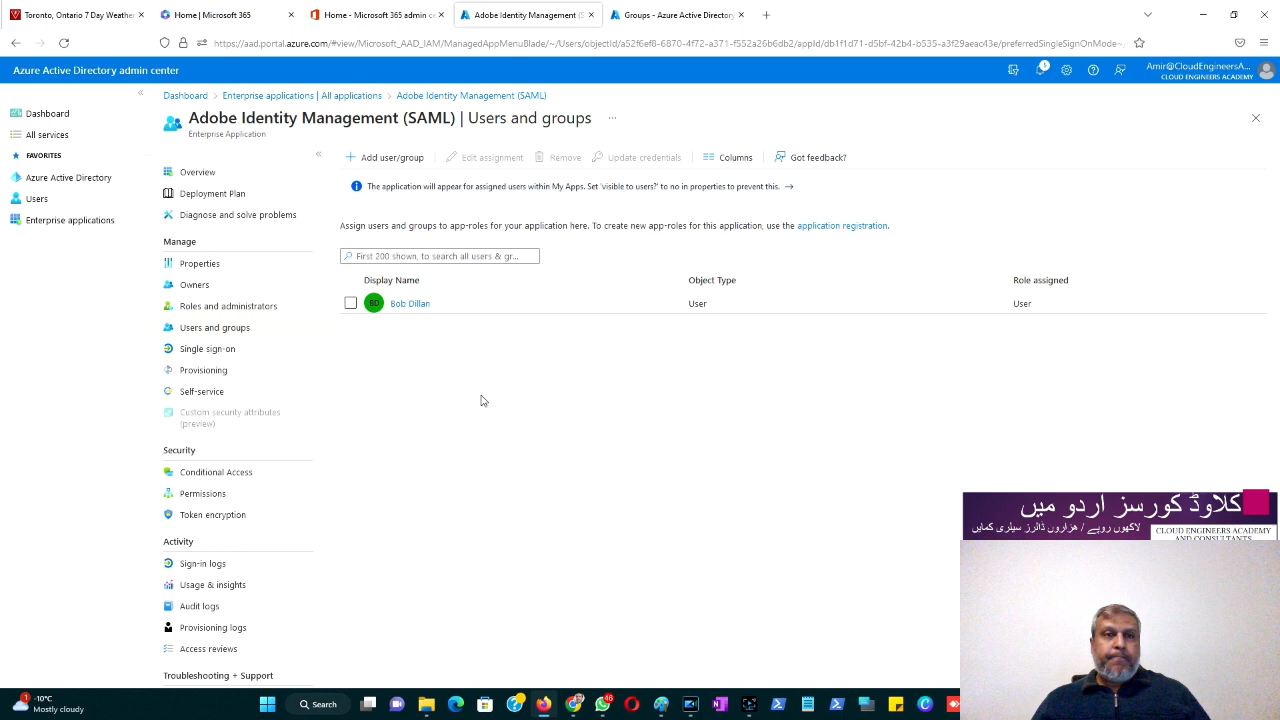 Toronto, Ontario 7 Day Weather
Home | Microsoft 365
Home - Microsoft 365 admin ce
Adobe Identity Management (S
Groups - Azure Active Directory
https://aad.portal.azure.com/#view/Microsoft_AAD_IAM/ManagedAppMenuBlade/~/Users/objectId/a52f6ef8-6870-4f72-a371-f552a26b6db2/appId/db1f1d71-d5bf-42b4-b535-a3f29aeac43e/preferredSingleSignOnMode~/
Azure Active Directory admin center
1
Amir@CloudEngineersA...
CLOUD ENGINEERS ACADEMY
Dashboard > Enterprise applications | All applications > Adobe Identity Management (SAML)
Adobe Identity Management (SAML) | Users and groups ...
Enterprise Application
Dashboard
All services
FAVORITES
Azure Active Directory
Users
Enterprise applications
Overview
Deployment Plan
Diagnose and solve problems
Manage
Properties
Owners
Roles and administrators
Users and groups
Single sign-on
Provisioning
Self-service
Custom security attributes
(preview)
Security
Conditional Access
Permissions
Token encryption
Activity
Sign-in logs
Usage & insights
Audit logs
Provisioning logs
Access reviews
Troubleshooting + Support
Add user/group
Edit assignment
Remove
Update credentials
Columns
Got feedback?
The application will appear for assigned users within My Apps. Set 'visible to users?' to no in properties to prevent this. →
Assign users and groups to app-roles for your application here. To create new app-roles for this application, use the application registration.
First 200 shown, to search all users & gr...
Display Name Object Type Role assigned
BD Bob Dillan User User
کلاوڈ کورسز اردو میں
لاکھوں روپے / هزاروں ڈالرز سیلری کمایں
CLOUD ENGINEERS ACADEMY
AND CONSULTANTS
1
-10°C
Mostly cloudy
Search
46